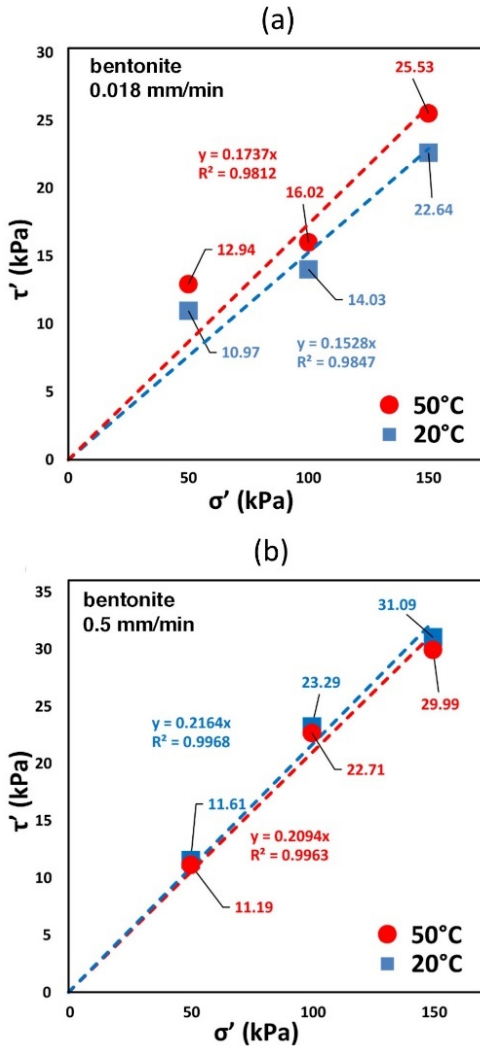 (a)
bentonite
0.018 mm/min
30
25
20
15
10
5
0
τ' (kPa)
25.53
y = 0.1737x
R² = 0.9812
16.02
22.64
12.94
14.03
10.97
y = 0.1528x
R² = 0.9847
50°C
20°C
0
50
100
150
σ' (kPa)
(b)
bentonite
0.5 mm/min
35
30
25
20
15
10
5
0
τ' (kPa)
31.09
23.29
29.99
y = 0.2164x
R² = 0.9968
22.71
11.61
y = 0.2094x
R² = 0.9963
11.19
50°C
20°C
0
50
100
150
σ' (kPa)